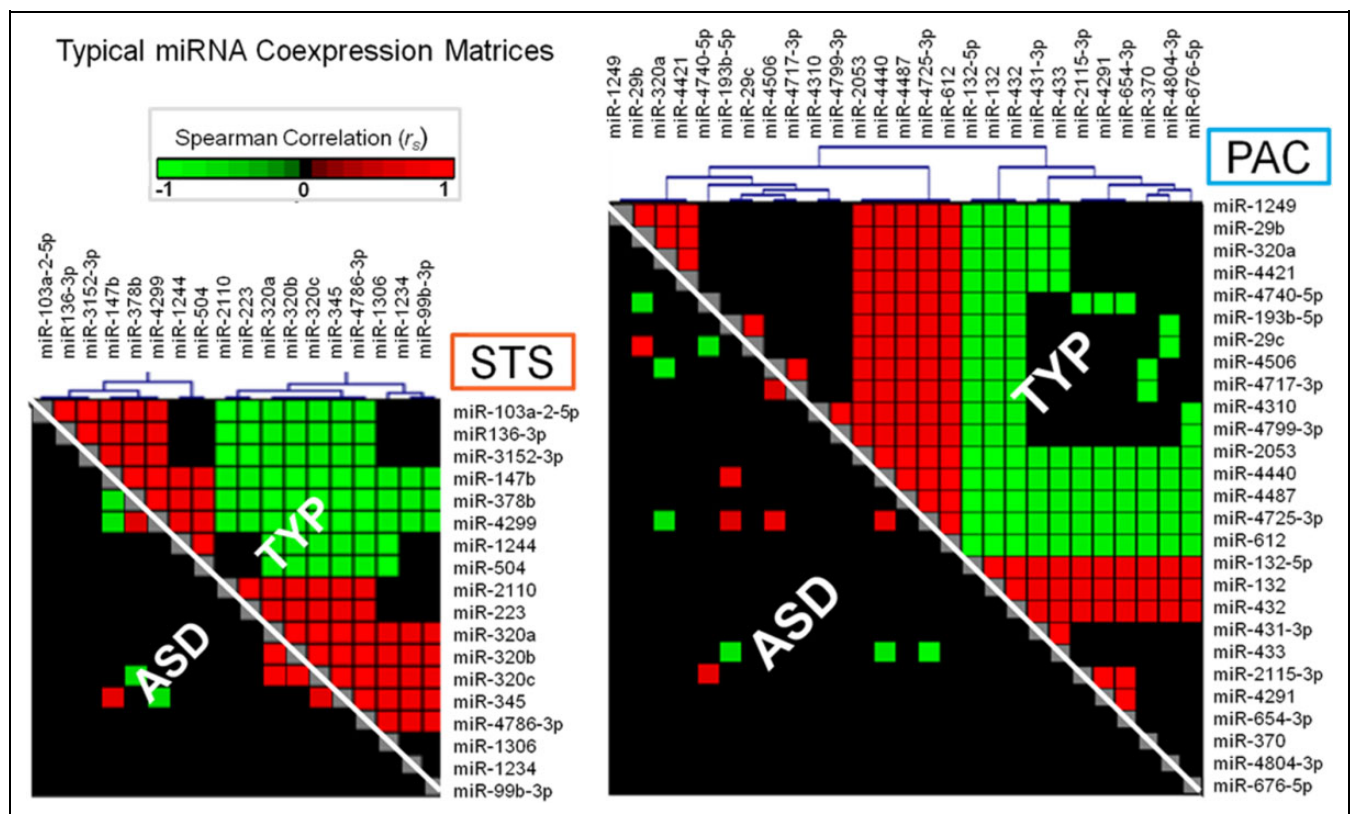 Typical miRNA Coexpression Matrices
Spearman Correlation (rs)
-1 0 1
miR-103a-2-5p
miR136-3p
miR-3152-3p
miR-147b
miR-378b
miR-4299
miR-1244
miR-504
miR-2110
miR-223
miR-320a
miR-320b
miR-320c
miR-345
miR-4786-3p
miR-1306
miR-1234
miR-99b-3p
STS
miR-103a-2-5p
miR136-3p
miR-3152-3p
miR-147b
miR-378b
miR-4299
miR-1244
miR-504
miR-2110
miR-223
miR-320a
miR-320b
miR-320c
miR-345
miR-4786-3p
miR-1306
miR-1234
miR-99b-3p
TYP
ASD
miR-1249
miR-29b
miR-320a
miR-4421
miR-4740-5p
miR-193b-5p
miR-29c
miR-4506
miR-4717-3p
miR-4310
miR-4799-3p
miR-2053
miR-4440
miR-4487
miR-4725-3p
miR-612
miR-132-5p
miR-132
miR-432
miR-431-3p
miR-433
miR-2115-3p
miR-4291
miR-654-3p
miR-370
miR-4804-3p
miR-676-5p
PAC
miR-1249
miR-29b
miR-320a
miR-4421
miR-4740-5p
miR-193b-5p
miR-29c
miR-4506
miR-4717-3p
miR-4310
miR-4799-3p
miR-2053
miR-4440
miR-4487
miR-4725-3p
miR-612
miR-132-5p
miR-132
miR-432
miR-431-3p
miR-433
miR-2115-3p
miR-4291
miR-654-3p
miR-370
miR-4804-3p
miR-676-5p
TYP
ASD